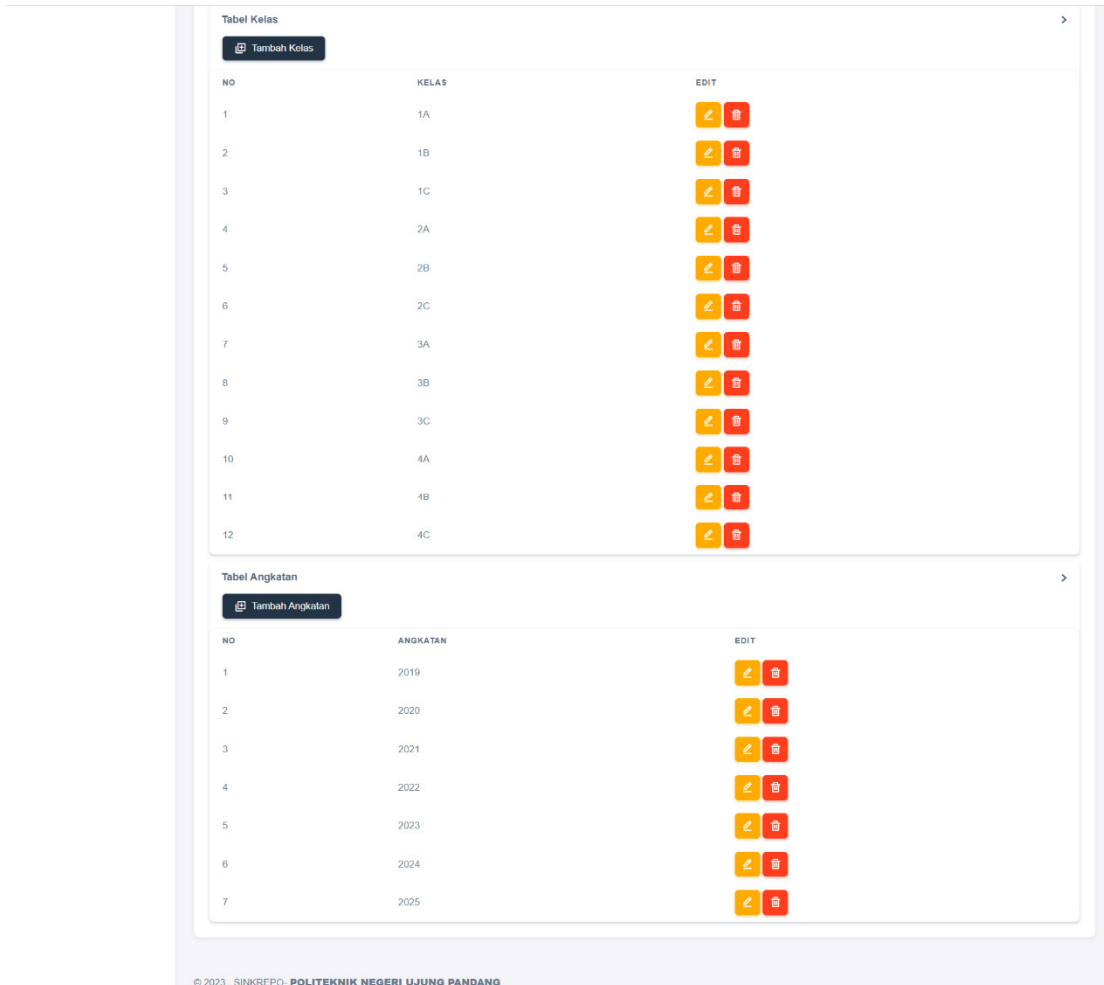 Tabel Kelas
Tambah Kelas
NO KELAS EDIT
1 1A
2 1B
3 1C
4 2A
5 2B
6 2C
7 3A
8 3B
9 3C
10 4A
11 4B
12 4C
Tabel Angkatan
Tambah Angkatan
NO ANGKATAN EDIT
1 2019
2 2020
3 2021
4 2022
5 2023
6 2024
7 2025
© 2023 , SINKREPO- POLITEKNIK NEGERI UJUNG PANDANG